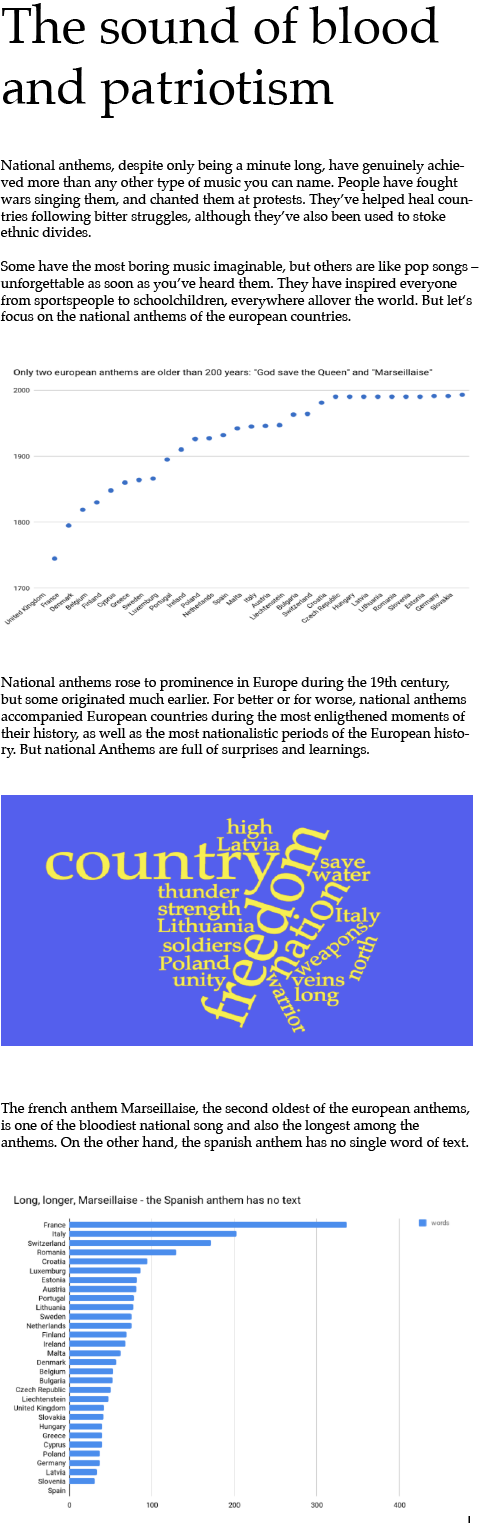 The sound of blood
and patriotism
National anthems, despite only being a minute long, have genuinely achie-
ved more than any other type of music you can name. People have fought
wars singing them, and chanted them at protests. They've helped heal coun-
tries following bitter struggles, although they've also been used to stoke
ethnic divides.
Some have the most boring music imaginable, but others are like pop songs –
unforgettable as soon as you've heard them. They have inspired everyone
from sportspeople to schoolchildren, everywhere allover the world. But let's
focus on the national anthems of the european countries.
Only two european anthems are older than 200 years: "God save the Queen" and "Marseillaise"
2000
1900
1800
1700
United Kingdom
France
Denmark
Belgium
Finland
Cyprus
Greece
Sweden
Luxemburg
Portugal
Ireland
Poland
Netherlands
Spain
Malta
Italy
Austria
Liechtenstein
Bulgaria
Switzerland
Croatia
Czech Republic
Hungary
Latvia
Lithuania
Romania
Slovenia
Estonia
Germany
Slovakia
National anthems rose to prominence in Europe during the 19th century,
but some originated much earlier. For better or for worse, national anthems
accompanied European countries during the most enligthened moments of
their history, as well as the most nationalistic periods of the European histo-
ry. But national Anthems are full of surprises and learnings.
high
Latvia
country
freedom
save
water
thunder
strength
nation
Italy
Lithuania
weapons
soldiers
north
Poland
unity
warrior
veins
long
The french anthem Marseillaise, the second oldest of the european anthems,
is one of the bloodiest national song and also the longest among the
anthems. On the other hand, the spanish anthem has no single word of text.
Long, longer, Marseillaise - the Spanish anthem has no text
words
France
Italy
Switzerland
Romania
Croatia
Luxemburg
Estonia
Austria
Portugal
Lithuania
Sweden
Netherlands
Finland
Ireland
Malta
Denmark
Belgium
Bulgaria
Czech Republic
Liechtenstein
United Kingdom
Slovakia
Hungary
Greece
Cyprus
Poland
Germany
Latvia
Slovenia
Spain
0 100 200 300 400